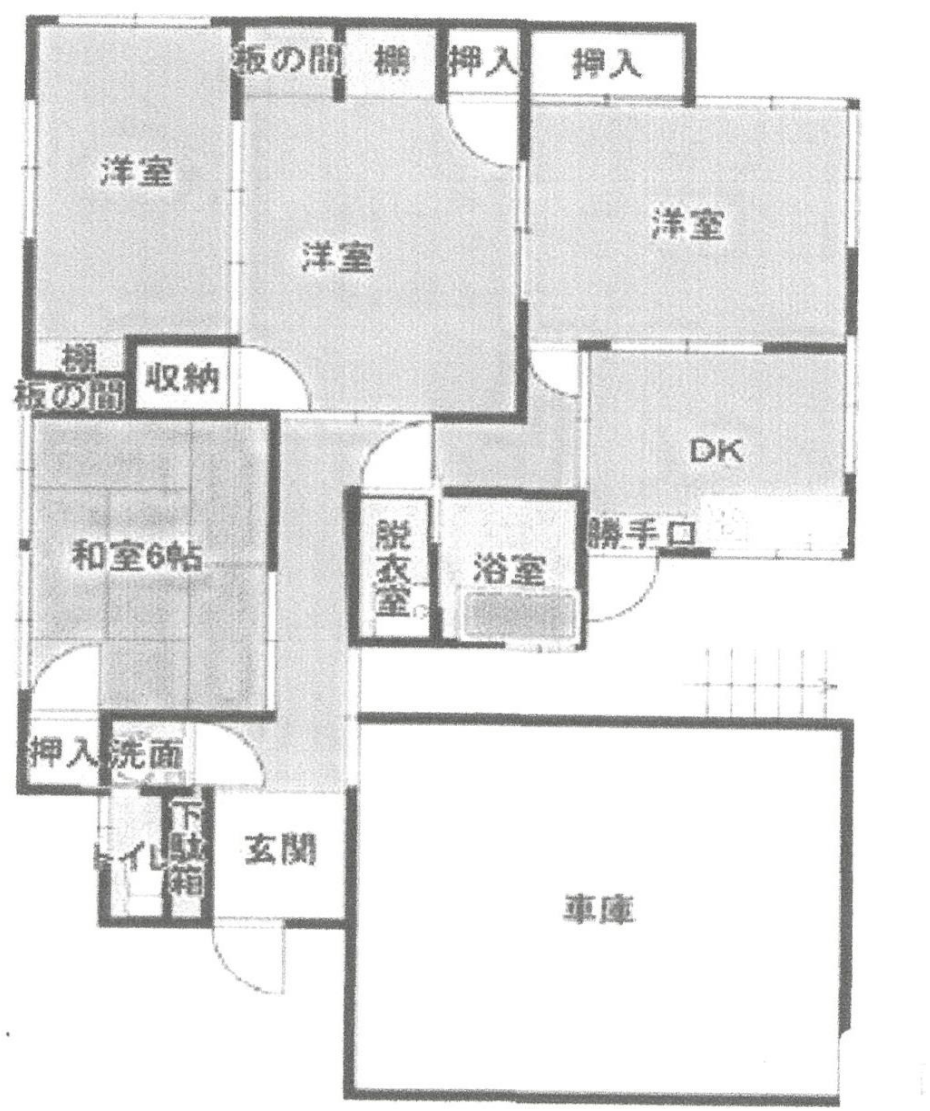 板の間
棚
押入
押入
洋室
洋室
洋室
棚
収納
板の間
DK
和室6帖
脱衣室
浴室
勝手口
押入
洗面
トイレ
下駄箱
玄関
車庫